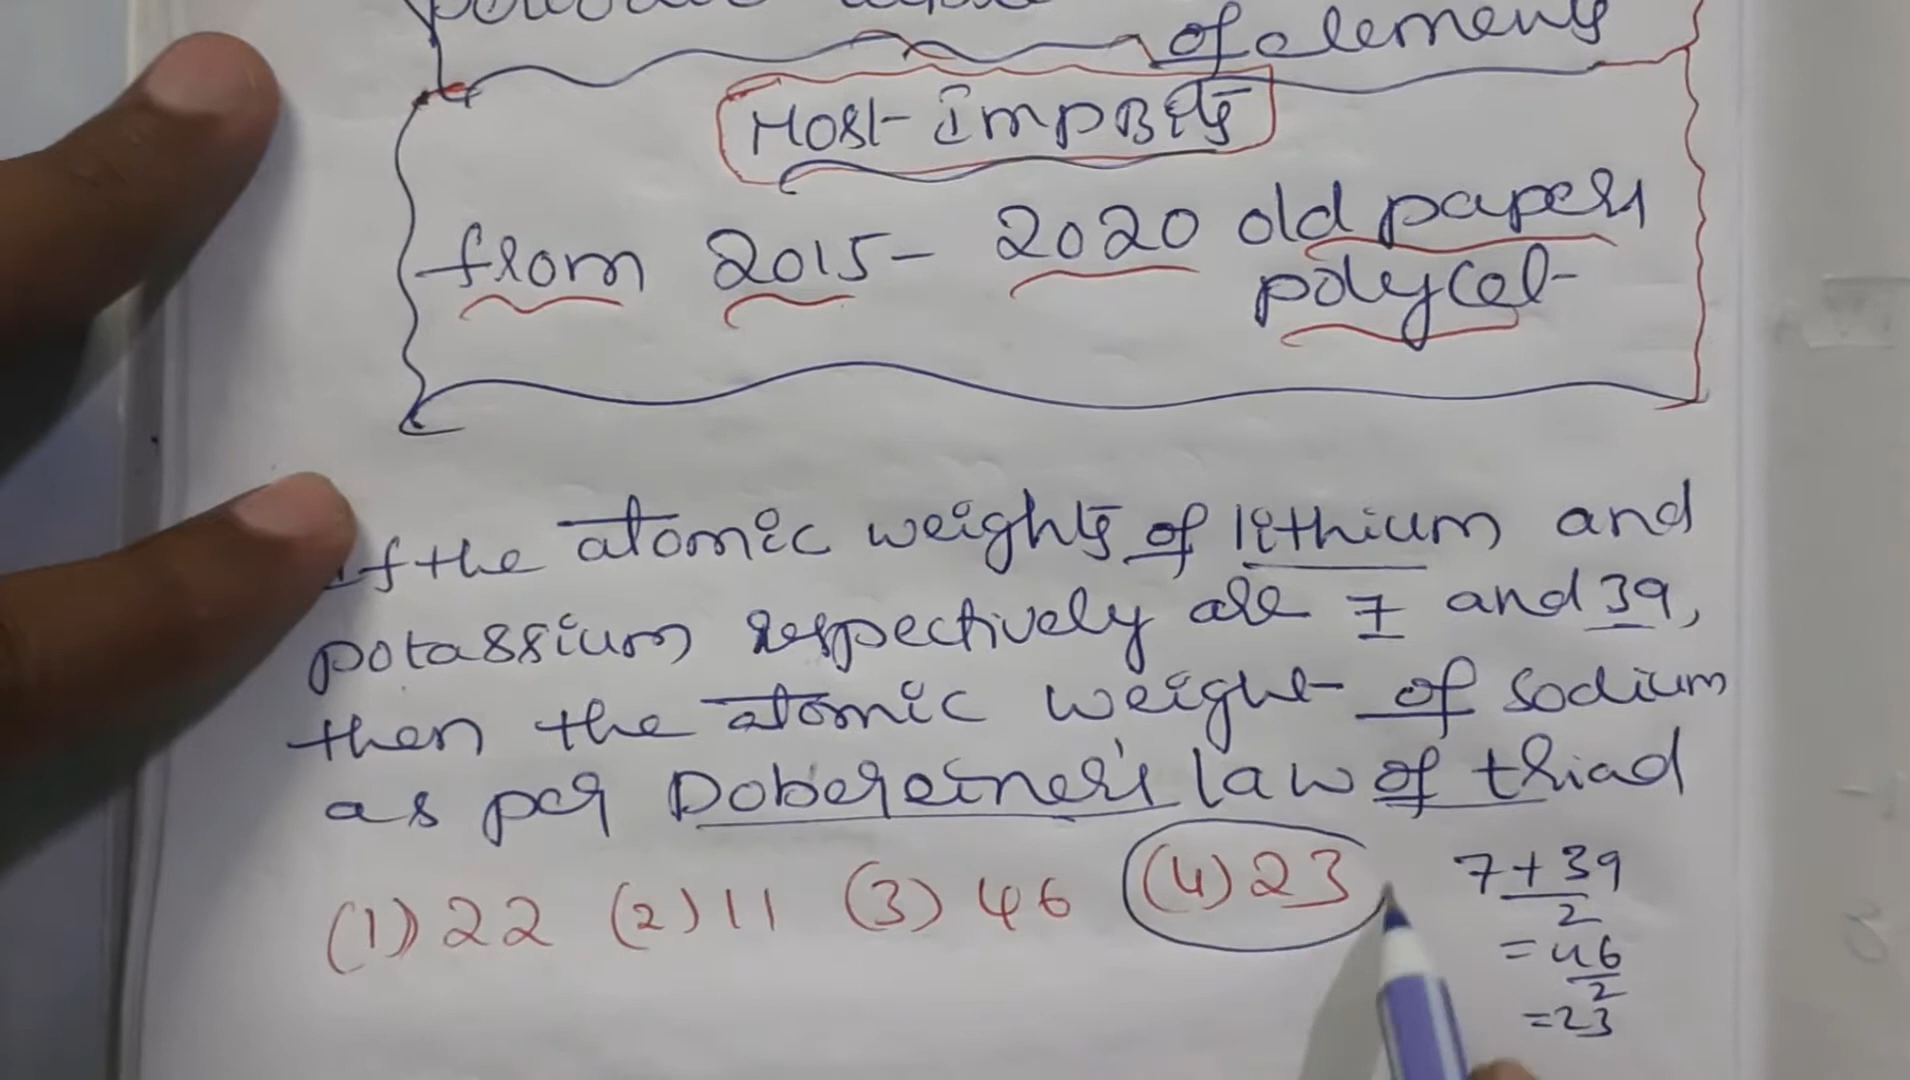 of elements
Most Imp Bits
from 2015- 2020 old papers
polycet
If the atomic weights of lithium and
potassium respectively are 7 and 39,
then the atomic weight of sodium
as per Dobereiner's law of triad
(1) 22 (2) 11 (3) 46 (4) 23
7+39
2
=46
2
=23